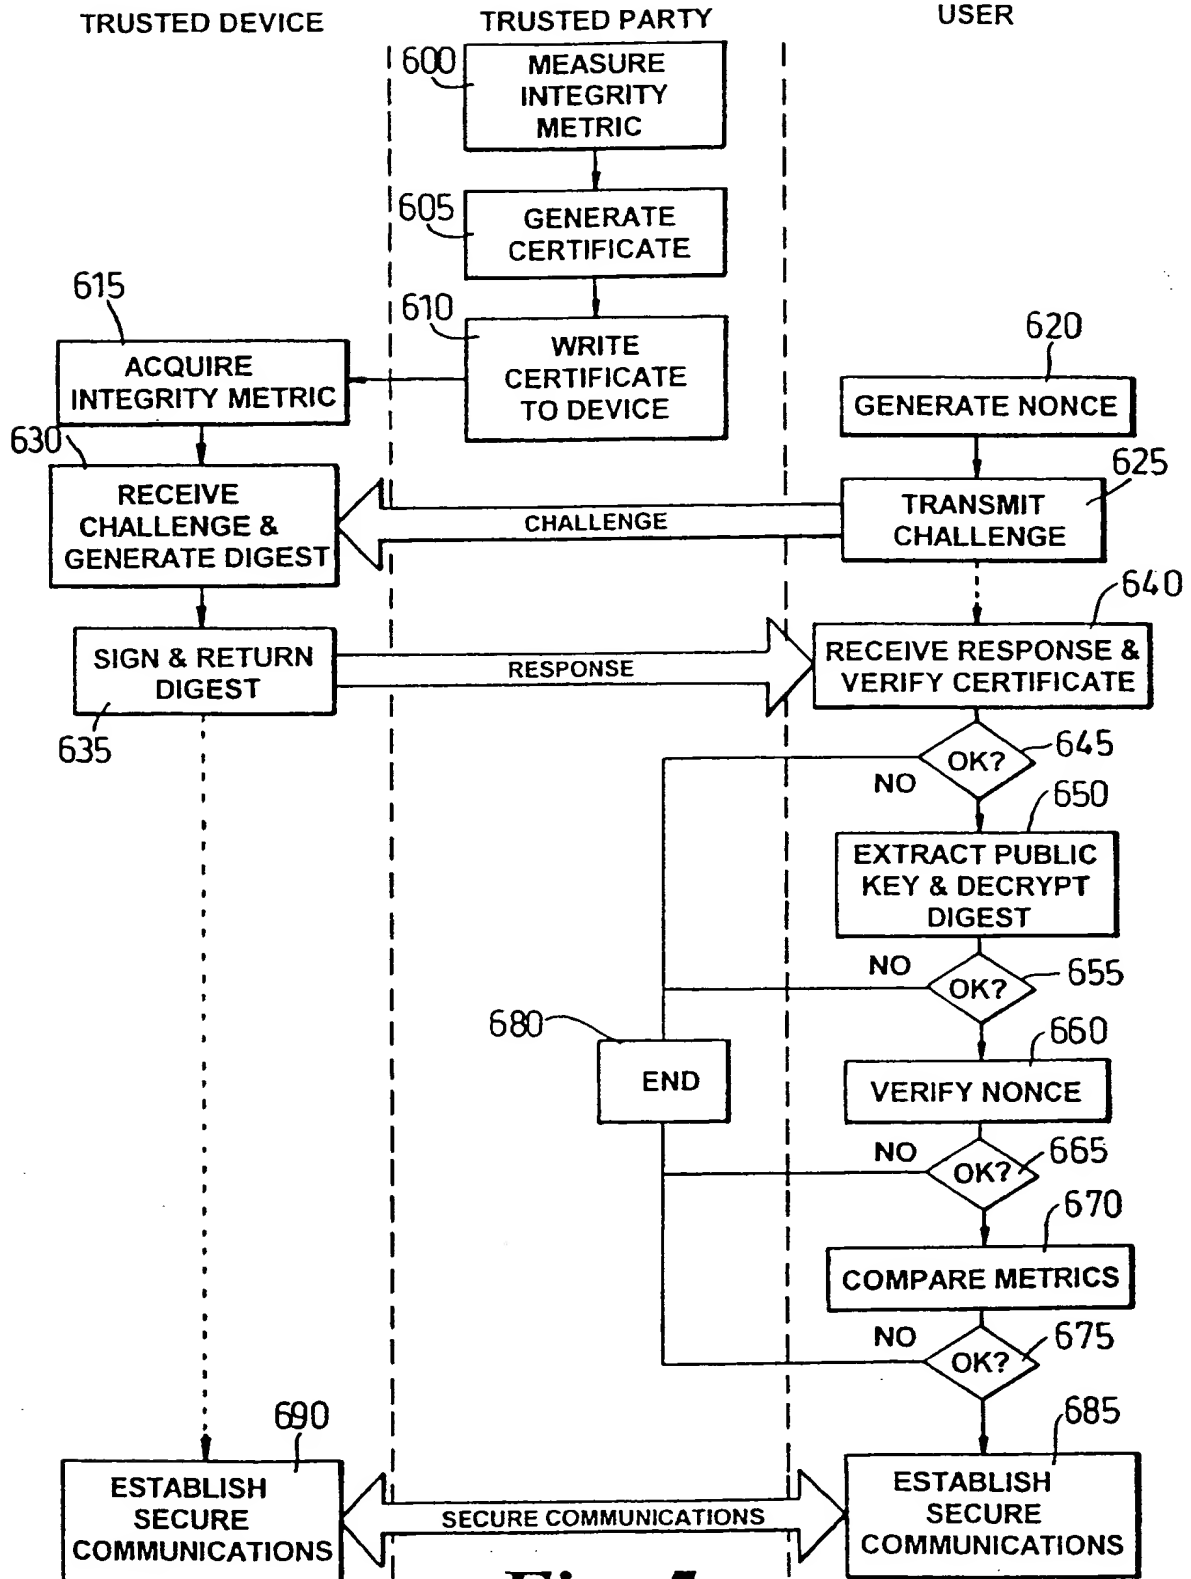 TRUSTED DEVICE
TRUSTED PARTY
USER
600
MEASURE
INTEGRITY
METRIC
605
GENERATE
CERTIFICATE
610
WRITE
CERTIFICATE
TO DEVICE
615
ACQUIRE
INTEGRITY METRIC
620
GENERATE NONCE
625
TRANSMIT
CHALLENGE
CHALLENGE
630
RECEIVE
CHALLENGE &
GENERATE DIGEST
635
SIGN & RETURN
DIGEST
RESPONSE
640
RECEIVE RESPONSE &
VERIFY CERTIFICATE
645
OK?
NO
650
EXTRACT PUBLIC
KEY & DECRYPT
DIGEST
655
OK?
NO
660
VERIFY NONCE
665
OK?
NO
670
COMPARE METRICS
675
OK?
NO
680
END
685
ESTABLISH
SECURE
COMMUNICATIONS
SECURE COMMUNICATIONS
690
ESTABLISH
SECURE
COMMUNICATIONS